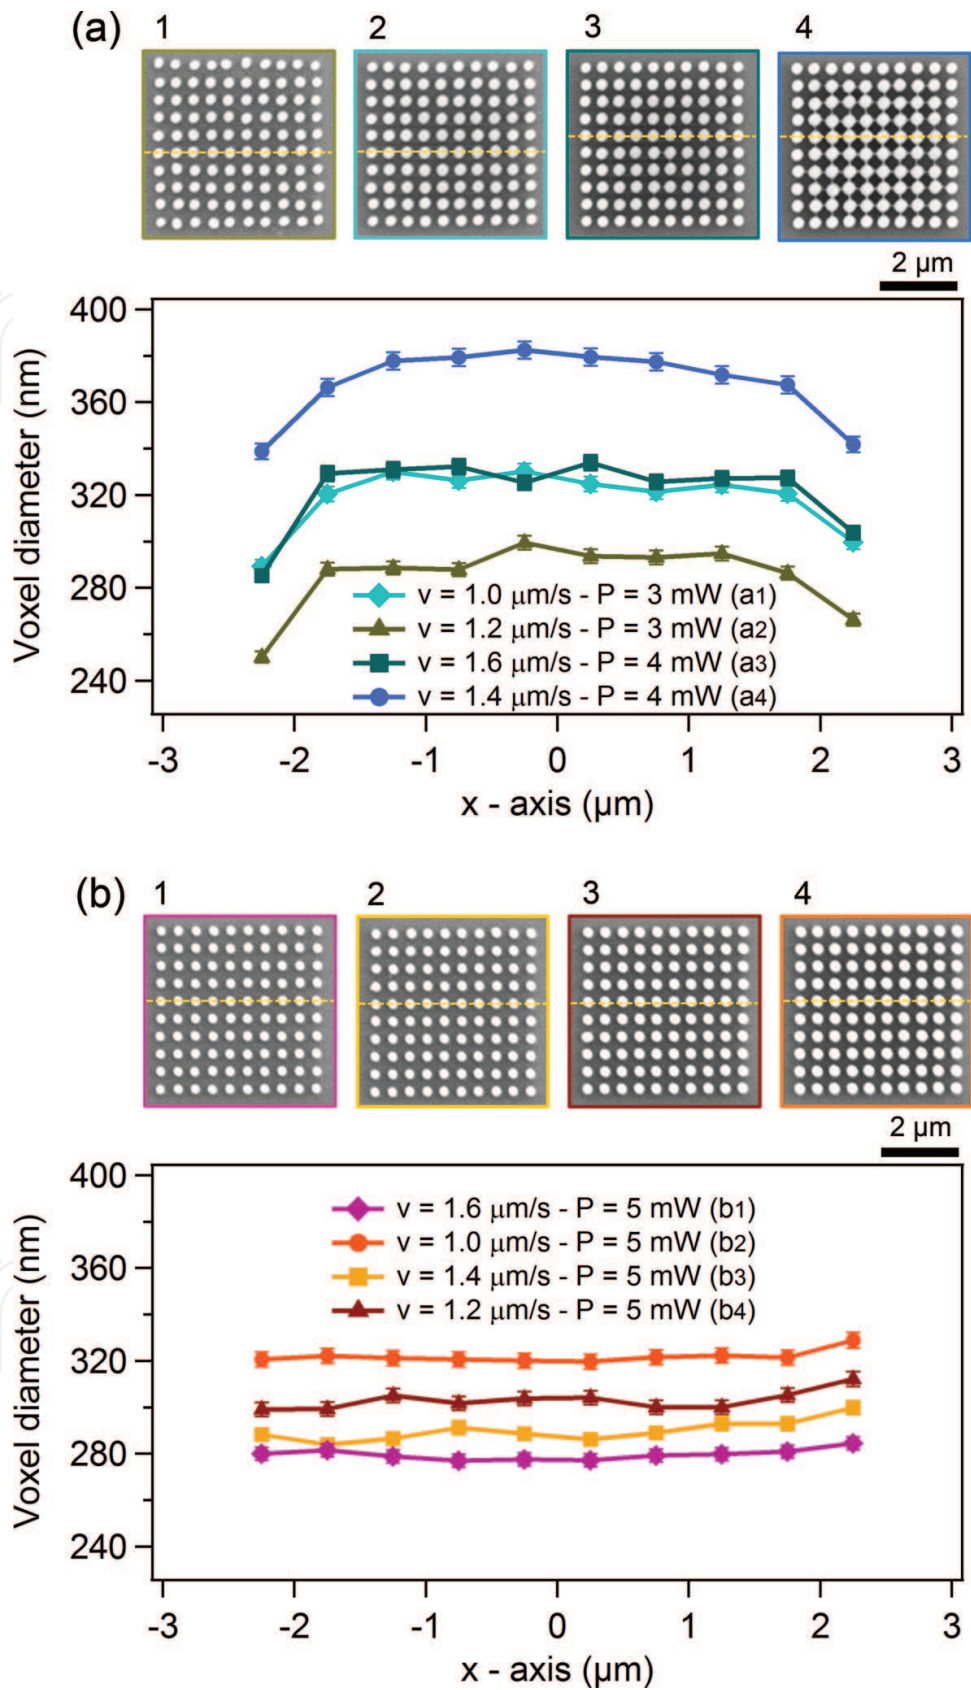 (a)
1 2 3 4
2 µm
400
360
320
280
240
Voxel diameter (nm)
v = 1.0 µm/s - P = 3 mW (a1)
v = 1.2 µm/s - P = 3 mW (a2)
v = 1.6 µm/s - P = 4 mW (a3)
v = 1.4 µm/s - P = 4 mW (a4)
-3 -2 -1 0 1 2 3
x - axis (µm)
(b)
1 2 3 4
2 µm
400
360
320
280
240
Voxel diameter (nm)
v = 1.6 µm/s - P = 5 mW (b1)
v = 1.0 µm/s - P = 5 mW (b2)
v = 1.4 µm/s - P = 5 mW (b3)
v = 1.2 µm/s - P = 5 mW (b4)
-3 -2 -1 0 1 2 3
x - axis (µm)